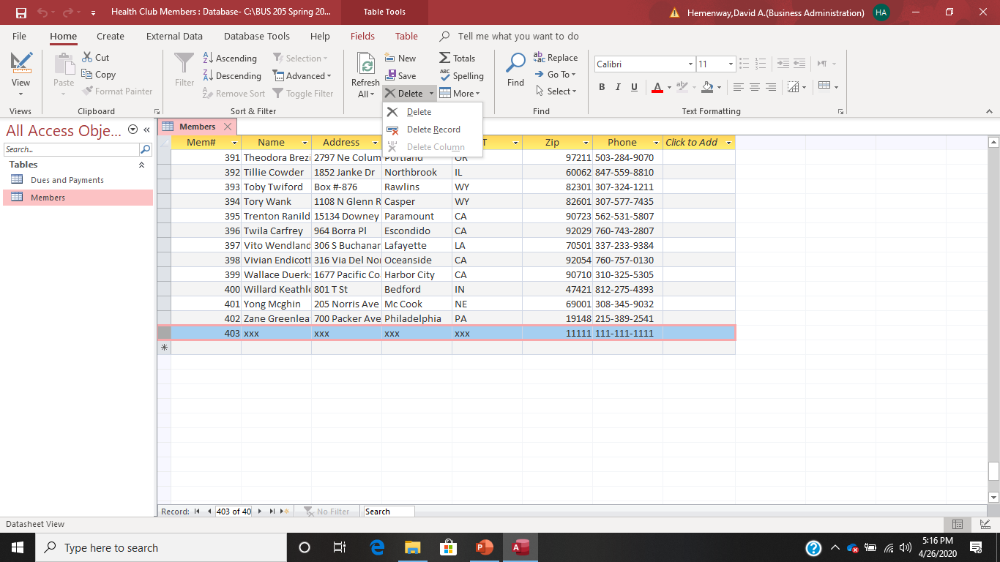 Health Club Members : Database- C:\BUS 205 Spring 20... Table Tools Hemenway,David A.(Business Administration) HA
File Home Create External Data Database Tools Help Fields Table Tell me what you want to do
View
Views
Paste
Cut
Copy
Format Painter
Clipboard
Filter
Ascending
Descending
Remove Sort
Selection
Advanced
Toggle Filter
Sort & Filter
Refresh
All
New
Save
Delete
Totals
Spelling
More
Delete
Delete Record
Delete Column
Find
Replace
Go To
Select
Find
Calibri 11
B I U A
Text Formatting
All Access Obje...
Search...
Tables
Dues and Payments
Members
Members
Mem# Name Address T Zip Phone Click to Add
391 Theodora Brezi 2797 Ne Colum Portland OR 97211 503-284-9070
392 Tillie Cowder 1852 Janke Dr Northbrook IL 60062 847-559-8810
393 Toby Twiford Box #-876 Rawlins WY 82301 307-324-1211
394 Tory Wank 1108 N Glenn R Casper WY 82601 307-577-7435
395 Trenton Ranild 15134 Downey Paramount CA 90723 562-531-5807
396 Twila Carfrey 964 Borra Pl Escondido CA 92029 760-743-2807
397 Vito Wendland 306 S Buchanan Lafayette LA 70501 337-233-9384
398 Vivian Endicott 316 Via Del Nor Oceanside CA 92054 760-757-0130
399 Wallace Duerks 1677 Pacific Co Harbor City CA 90710 310-325-5305
400 Willard Keathle 801 T St Bedford IN 47421 812-275-4393
401 Yong Mcghin 205 Norris Ave Mc Cook NE 69001 308-345-9032
402 Zane Greenleaf 700 Packer Ave Philadelphia PA 19148 215-389-2541
403 xxx xxx xxx xxx 11111 111-111-1111
Record: 403 of 40 No Filter Search
Datasheet View
Type here to search
5:16 PM
4/26/2020